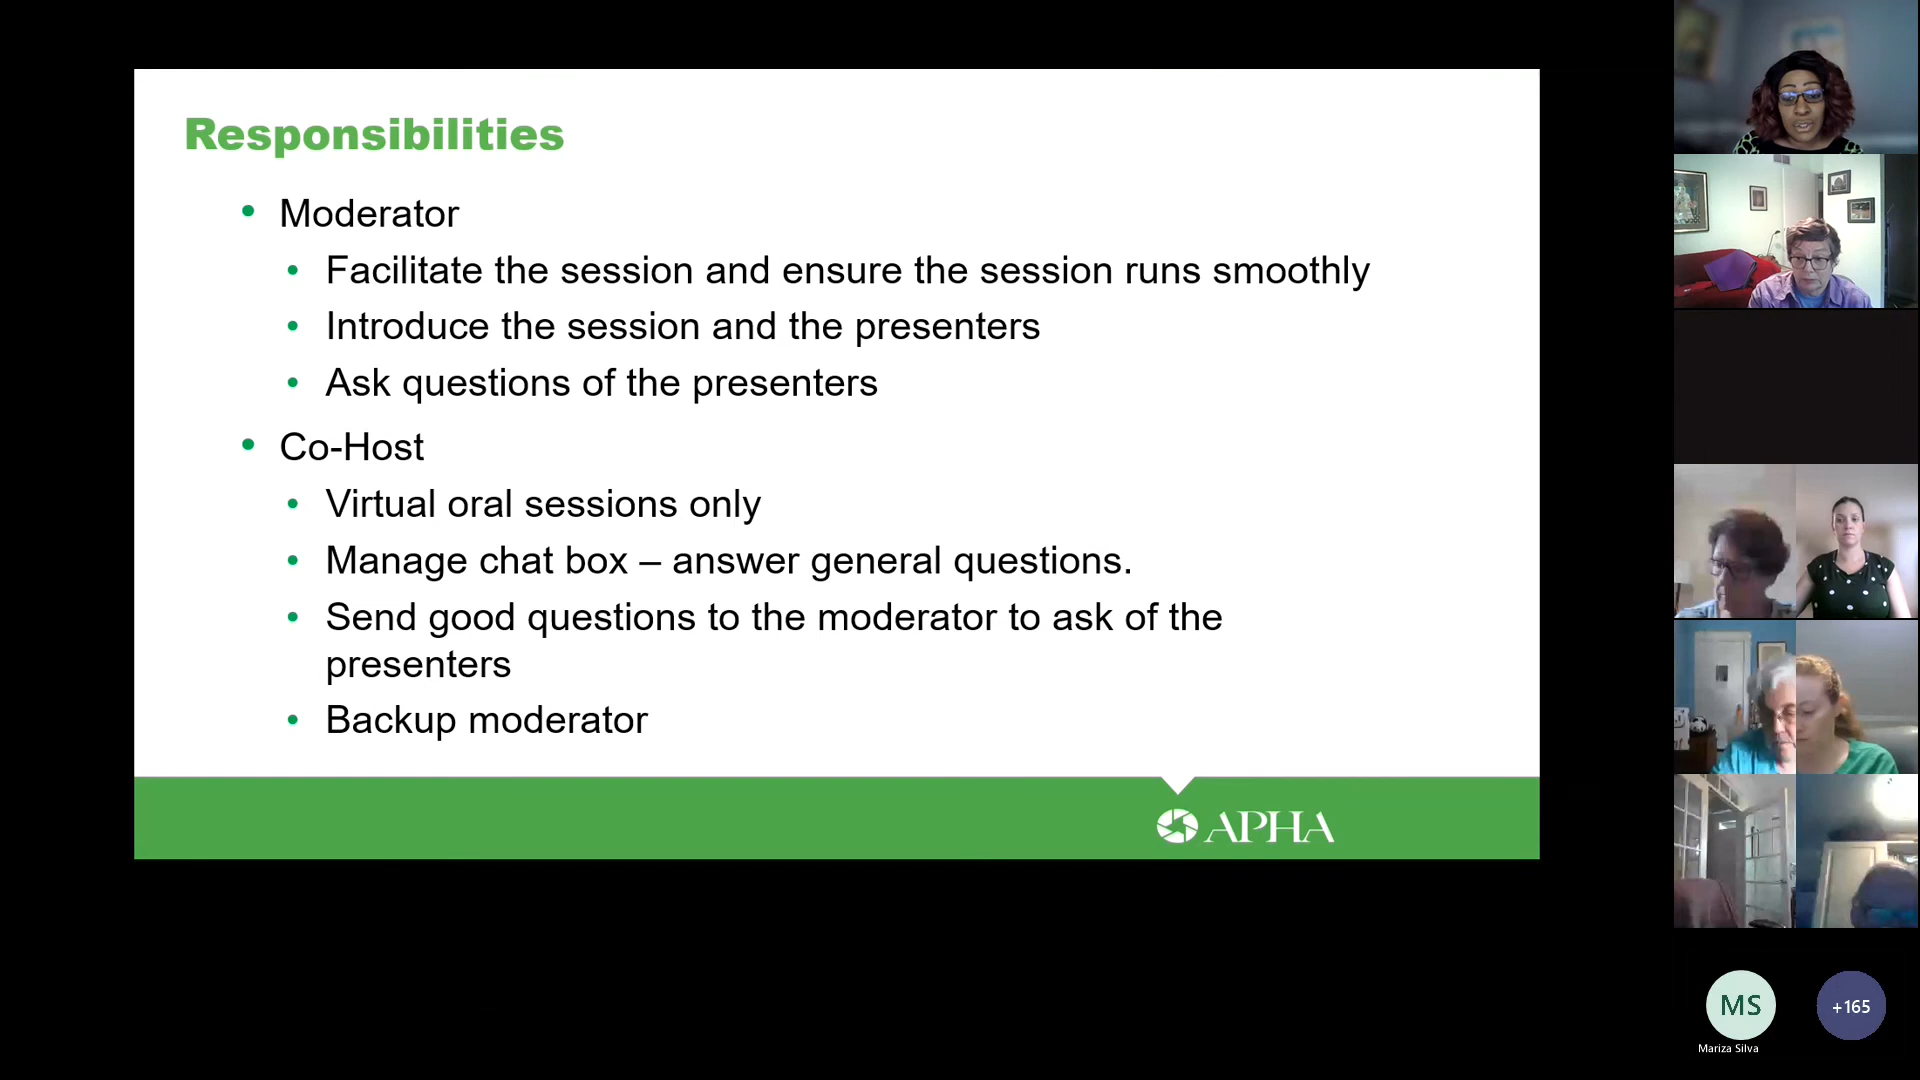 Responsibilities
• Moderator
• Facilitate the session and ensure the session runs smoothly
• Introduce the session and the presenters
• Ask questions of the presenters
• Co-Host
• Virtual oral sessions only
• Manage chat box – answer general questions.
• Send good questions to the moderator to ask of the
presenters
• Backup moderator
APHA
MS
+165
Mariza Silva